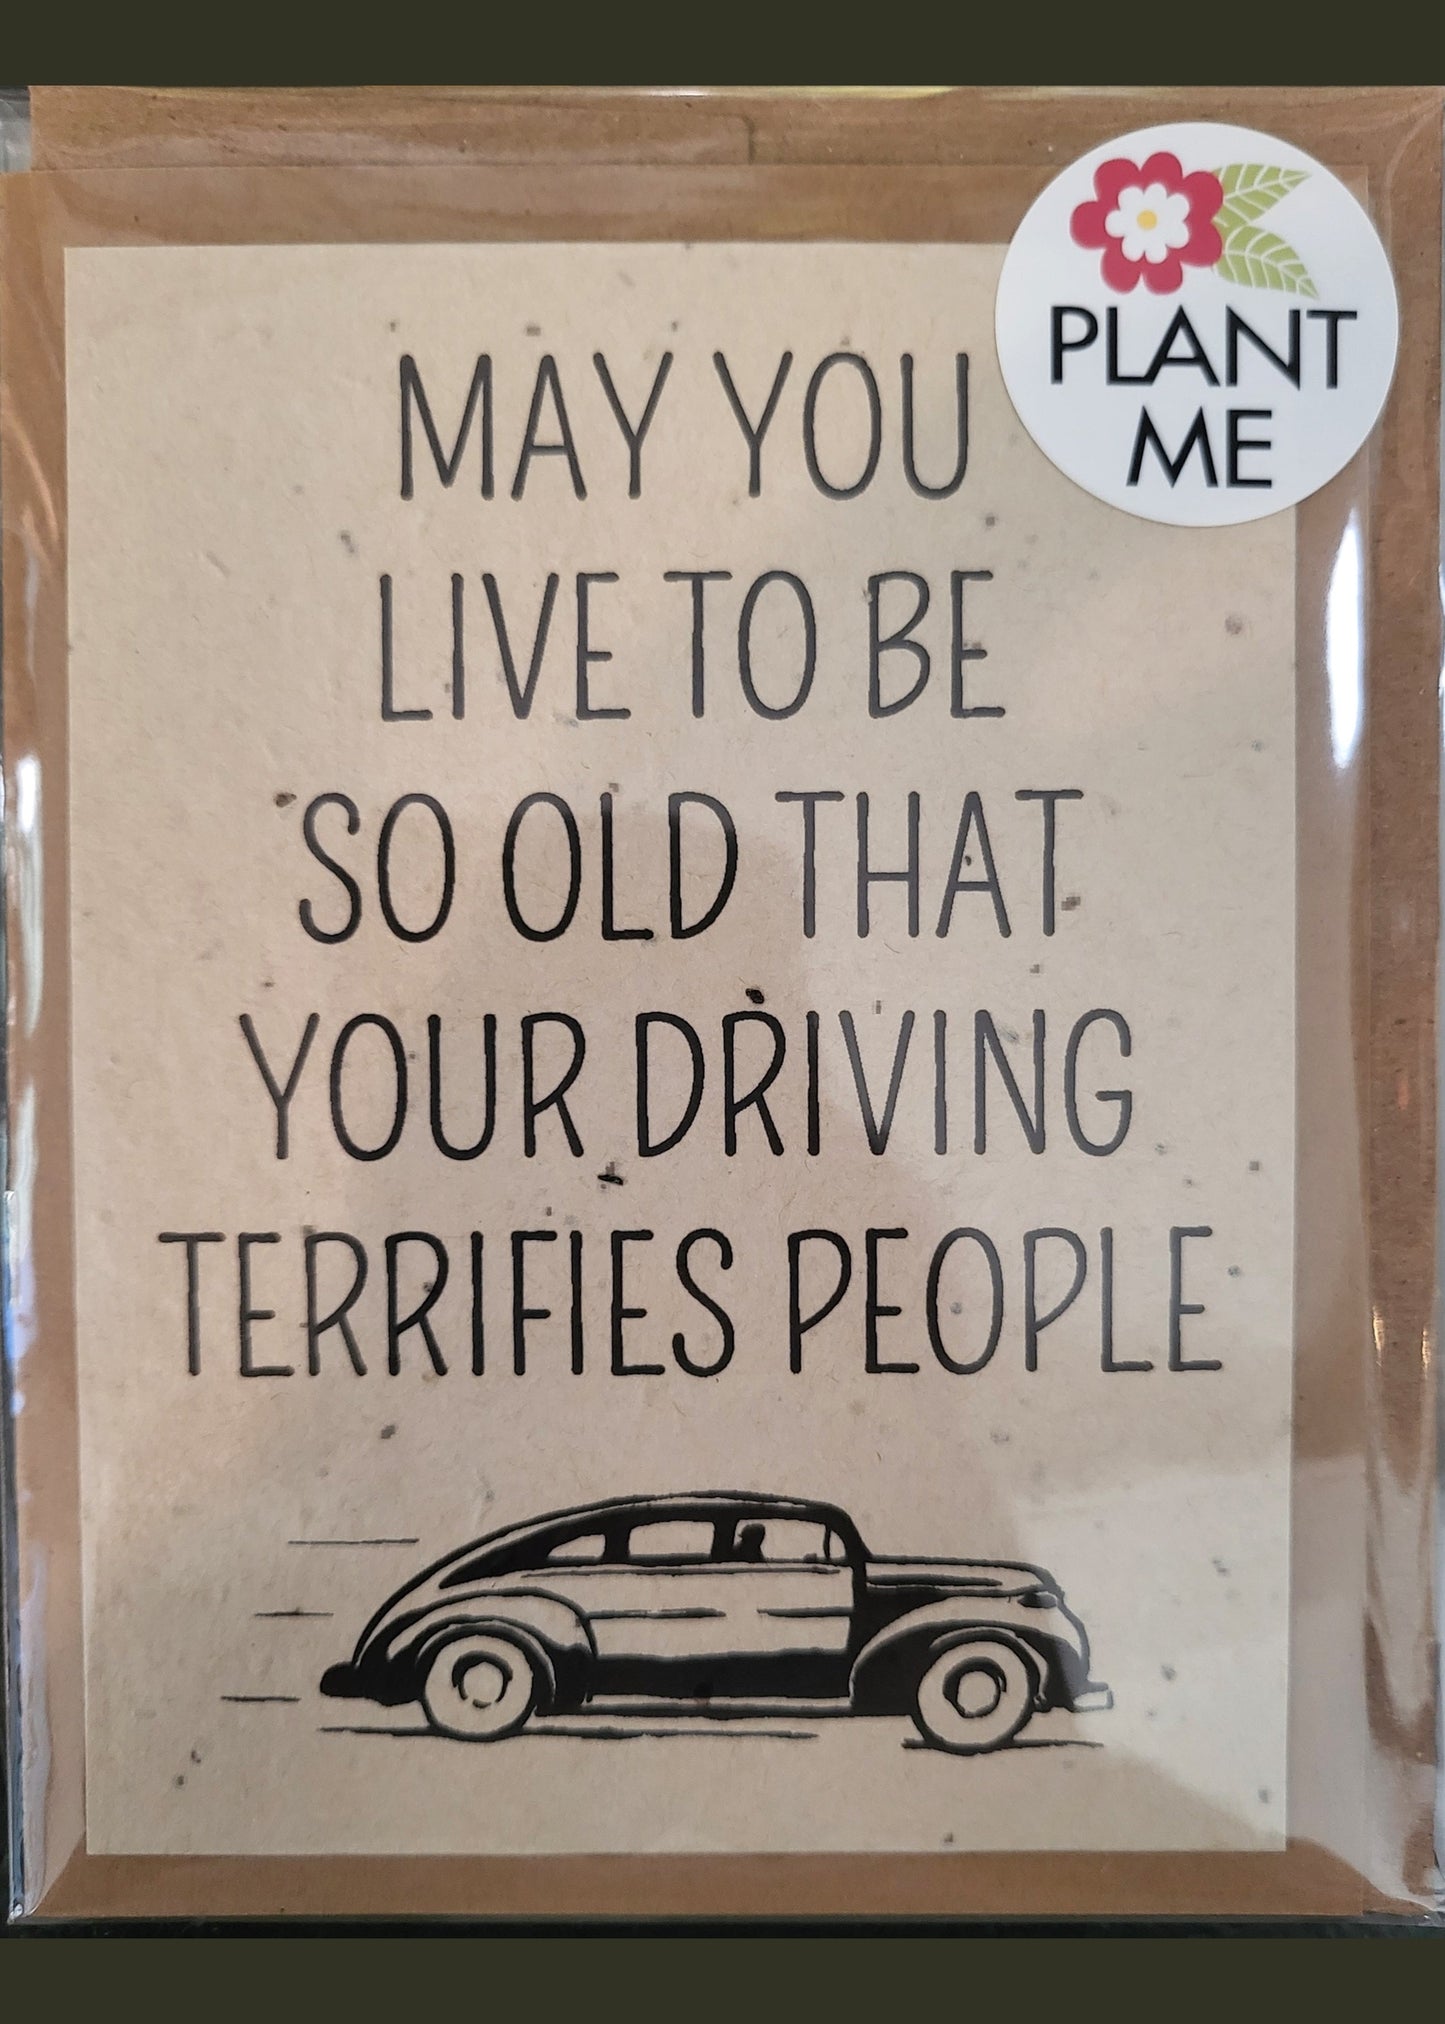 PLANT
ME
MAY YOU
LIVE TO BE
SO OLD THAT
YOUR DRIVING
TERRIFIES PEOPLE